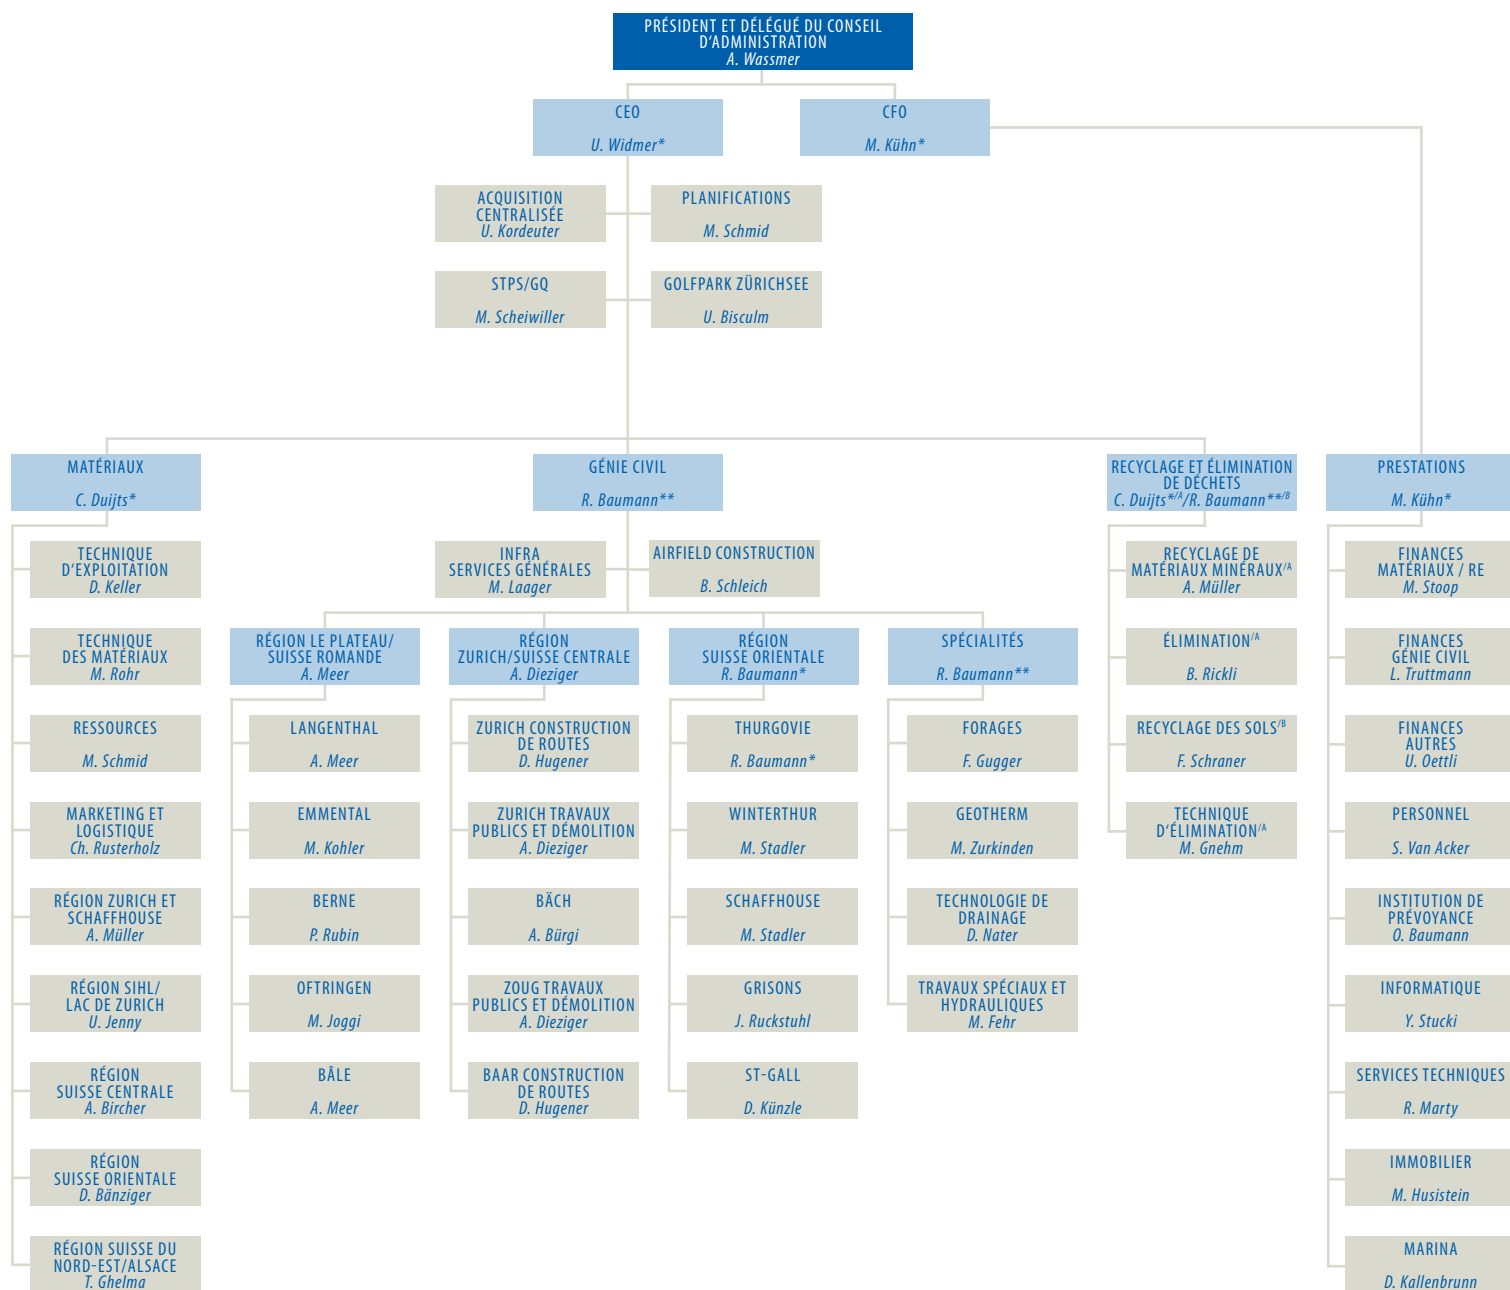 PRÉSIDENT ET DÉLÉGUÉ DU CONSEIL
D'ADMINISTRATION
A. Wassmer
CEO
U. Widmer*
CFO
M. Kühn*
ACQUISITION
CENTRALISÉE
U. Kordeuter
PLANIFICATIONS
M. Schmid
STPS/GQ
M. Scheiwiller
GOLFPARK ZÜRICHSEE
U. Bisculm
MATÉRIAUX
C. Duijts*
GÉNIE CIVIL
R. Baumann**
RECYCLAGE ET ÉLIMINATION
DE DÉCHETS
C. Duijts*/A/R. Baumann**/B
PRESTATIONS
M. Kühn*
TECHNIQUE
D'EXPLOITATION
D. Keller
TECHNIQUE
DES MATÉRIAUX
M. Rohr
RESSOURCES
M. Schmid
MARKETING ET
LOGISTIQUE
Ch. Rusterholz
RÉGION ZURICH ET
SCHAFFHOUSE
A. Müller
RÉGION SIHL/
LAC DE ZURICH
U. Jenny
RÉGION
SUISSE CENTRALE
A. Bircher
RÉGION
SUISSE ORIENTALE
D. Bänziger
RÉGION SUISSE DU
NORD-EST/ALSACE
T. Ghelma
INFRA
SERVICES GÉNÉRALES
M. Laager
AIRFIELD CONSTRUCTION
B. Schleich
RÉGION LE PLATEAU/
SUISSE ROMANDE
A. Meer
LANGENTHAL
A. Meer
EMMENTAL
M. Kohler
BERNE
P. Rubin
OFTRINGEN
M. Joggi
BÂLE
A. Meer
RÉGION
ZURICH/SUISSE CENTRALE
A. Dieziger
ZURICH CONSTRUCTION
DE ROUTES
D. Hugener
ZURICH TRAVAUX
PUBLICS ET DÉMOLITION
A. Dieziger
BÄCH
A. Bürgi
ZOUG TRAVAUX
PUBLICS ET DÉMOLITION
A. Dieziger
BAAR CONSTRUCTION
DE ROUTES
D. Hugener
RÉGION
SUISSE ORIENTALE
R. Baumann*
THURGOVIE
R. Baumann*
WINTERTHUR
M. Stadler
SCHAFFHOUSE
M. Stadler
GRISONS
J. Ruckstuhl
ST-GALL
D. Künzle
SPÉCIALITÉS
R. Baumann**
FORAGES
F. Gugger
GEOTHERM
M. Zurkinden
TECHNOLOGIE DE
DRAINAGE
D. Nater
TRAVAUX SPÉCIAUX ET
HYDRAULIQUES
M. Fehr
RECYCLAGE DE
MATÉRIAUX MINÉRAUX/A
A. Müller
ÉLIMINATION/A
B. Rickli
RECYCLAGE DES SOLS/B
F. Schraner
TECHNIQUE
D'ÉLIMINATION/A
M. Gnehm
FINANCES
MATÉRIAUX / RE
M. Stoop
FINANCES
GÉNIE CIVIL
L. Truttmann
FINANCES
AUTRES
U. Oettli
PERSONNEL
S. Van Acker
INSTITUTION DE
PRÉVOYANCE
O. Baumann
INFORMATIQUE
Y. Stucki
SERVICES TECHNIQUES
R. Marty
IMMOBILIER
M. Husistein
MARINA
D. Kallenbrunn